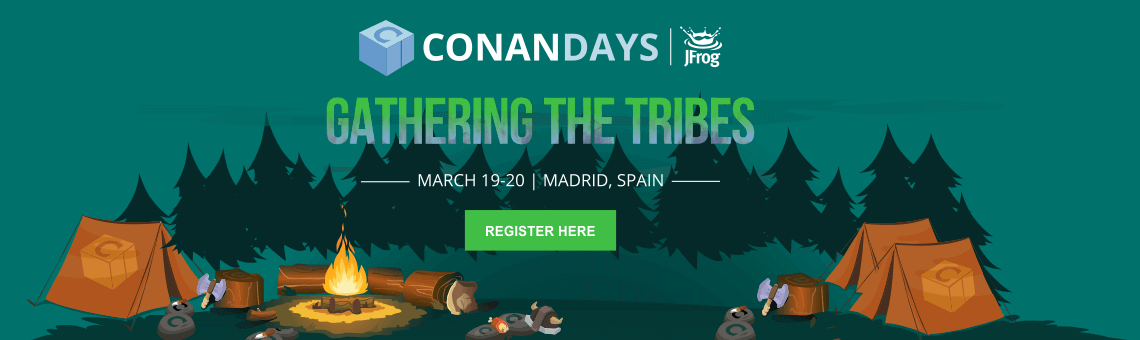 CONANDAYS | JFrog
GATHERING THE TRIBES
MARCH 19-20 | MADRID, SPAIN
REGISTER HERE